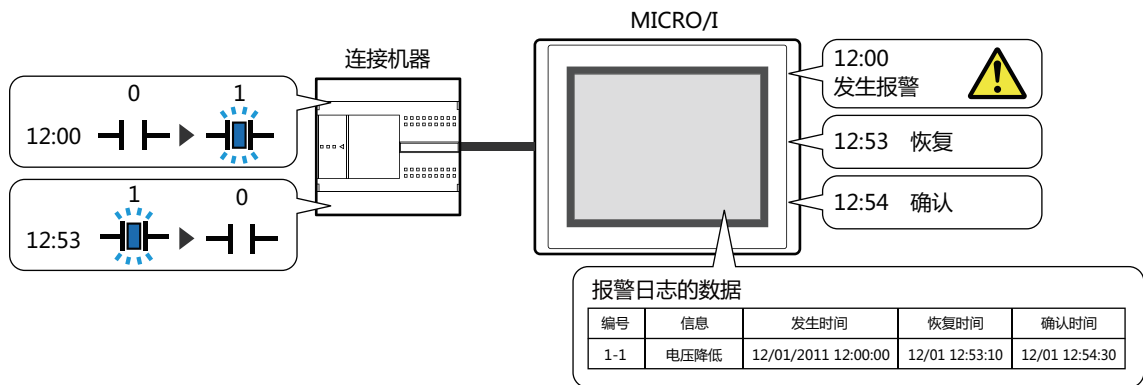 MICRO/I
连接机器
0 1
12:00
1 0
12:53
12:00
发生报警
12:53 恢复
12:54 确认
报警日志的数据
编号 信息 发生时间 恢复时间 确认时间
1-1 电压降低 12/01/2011 12:00:00 12/01 12:53:10 12/01 12:54:30